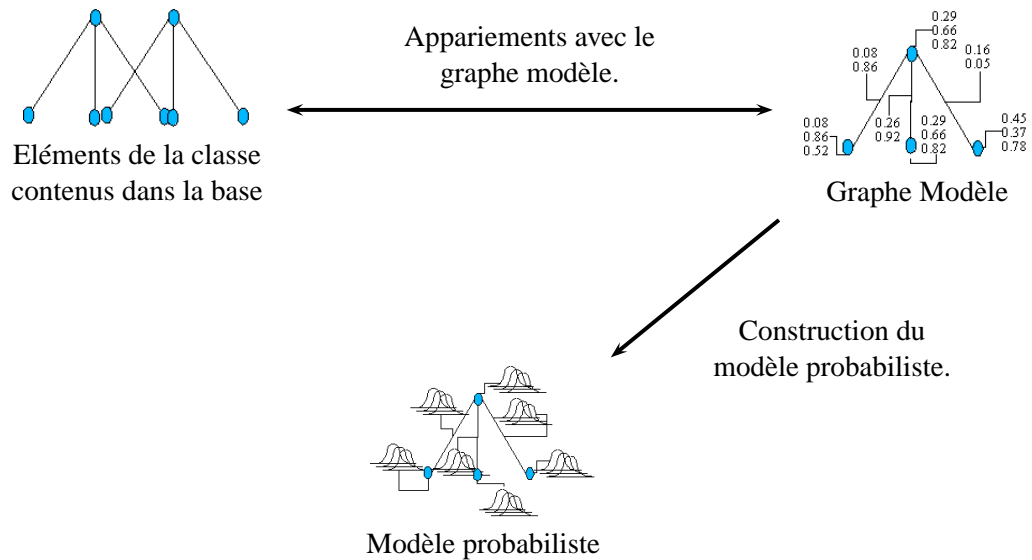 0.29
0.66
0.82
0.08
0.86
0.16
0.05
0.26
0.92
0.08
0.86
0.52
0.29
0.66
0.82
0.45
0.37
0.78
Appariements avec le
graphe modèle.
Eléments de la classe
contenus dans la base
Graphe Modèle
Construction du
modèle probabiliste.
Modèle probabiliste